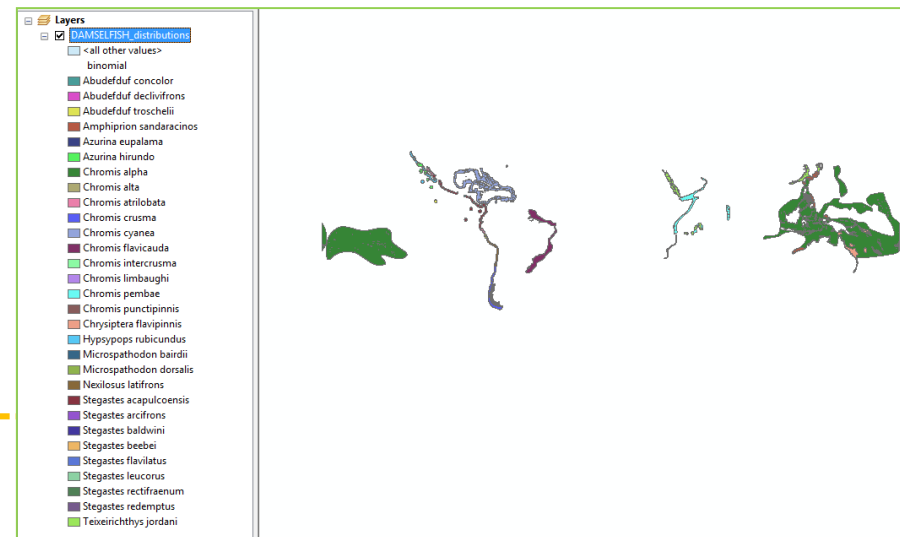 Layers
DAMSELFISH_distributions
<all other values>
binomial
Abudefduf concolor
Abudefduf declivifrons
Abudefduf troschelii
Amphiprion sandaracinos
Azurina eupalama
Azurina hirundo
Chromis alpha
Chromis alta
Chromis atrilobata
Chromis crusma
Chromis cyanea
Chromis flavicauda
Chromis intercrusma
Chromis limbaughi
Chromis pembae
Chromis punctipinnis
Chrysiptera flavipinnis
Hypsypops rubicundus
Microspathodon bairdii
Microspathodon dorsalis
Nexilosus latifrons
Stegastes acapulcoensis
Stegastes arcifrons
Stegastes baldwini
Stegastes beebei
Stegastes flavilatus
Stegastes leucorus
Stegastes rectifraenum
Stegastes redemptus
Teixeirichthys jordani